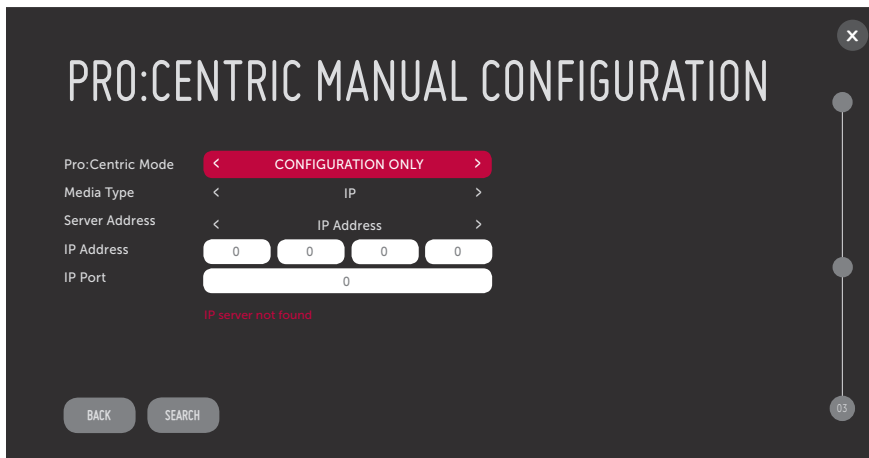 X
PRO:CENTRIC MANUAL CONFIGURATION
Pro:Centric Mode < CONFIGURATION ONLY >
Media Type < IP >
Server Address < IP Address >
IP Address 0 0 0 0
IP Port 0
IP server not found
BACK SEARCH
03